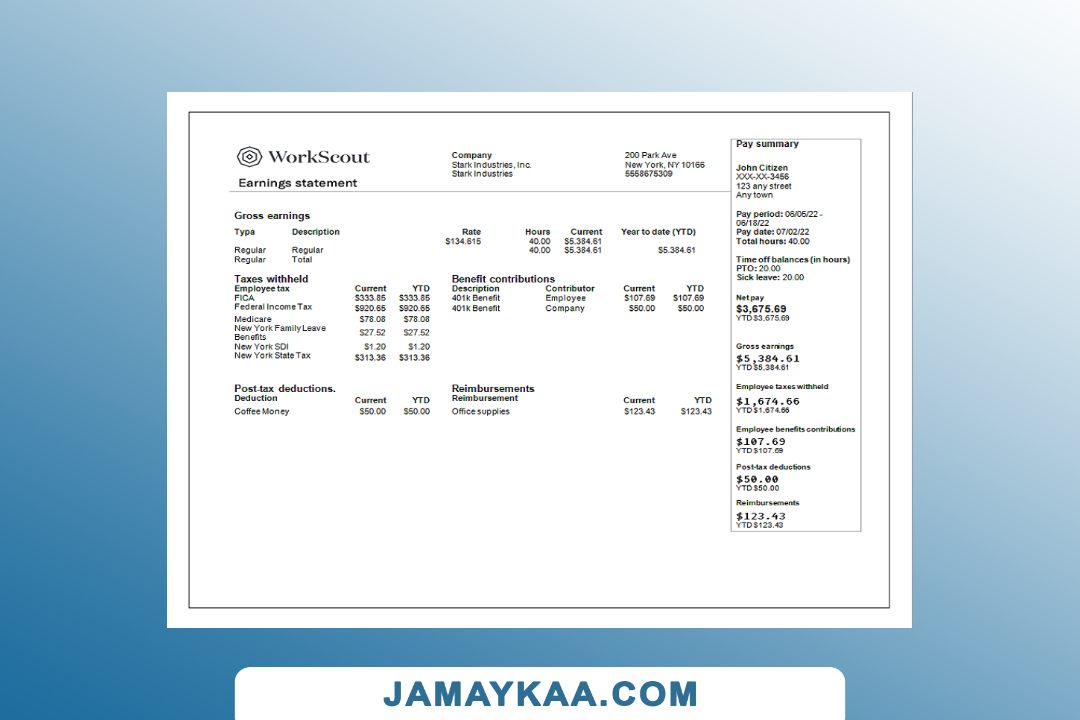 WorkScout
Earnings statement
Company
Stark Industries, Inc.
Stark Industries
200 Park Ave
New York, NY 10166
5558675309
Gross earnings
Typa Description Rate Hours Current Year to date (YTD)
$134.615 40.00 $5.384.61
Regular Regular 40.00 $5.384.61 $5.384.61
Regular Total
Taxes withheld
Employee tax Current YTD
FICA $333.85 $333.85
Federal Income Tax $920.65 $920.65
Medicare $78.08 $78.08
New York Family Leave
Benefits $27.52 $27.52
New York SDI $1.20 $1.20
New York State Tax $313.36 $313.36
Benefit contributions
Description Contributor Current YTD
401k Benefit Employee $107.69 $107.69
401k Benefit Company $50.00 $50.00
Post-tax deductions.
Deduction Current YTD
Coffee Money $50.00 $50.00
Reimbursements
Reimbursement Current YTD
Office supplies $123.43 $123.43
Pay summary
John Citizen
XXX-XX-3456
123 any street
Any town
Pay period: 06/05/22 -
06/18/22
Pay date: 07/02/22
Total hours: 40.00
Time off balances (in hours)
PTO: 20.00
Sick leave: 20.00
Net pay
$3,675.69
YTD $3,675.69
Gross earnings
$5,384.61
YTD $5,384.61
Employee taxes withheld
$1,674.66
YTD $1,674.66
Employee benefits contributions
$107.69
YTD $107.69
Post-tax deductions
$50.00
YTD $50.00
Reimbursements
$123.43
YTD $123.43
JAMAYKAA.COM